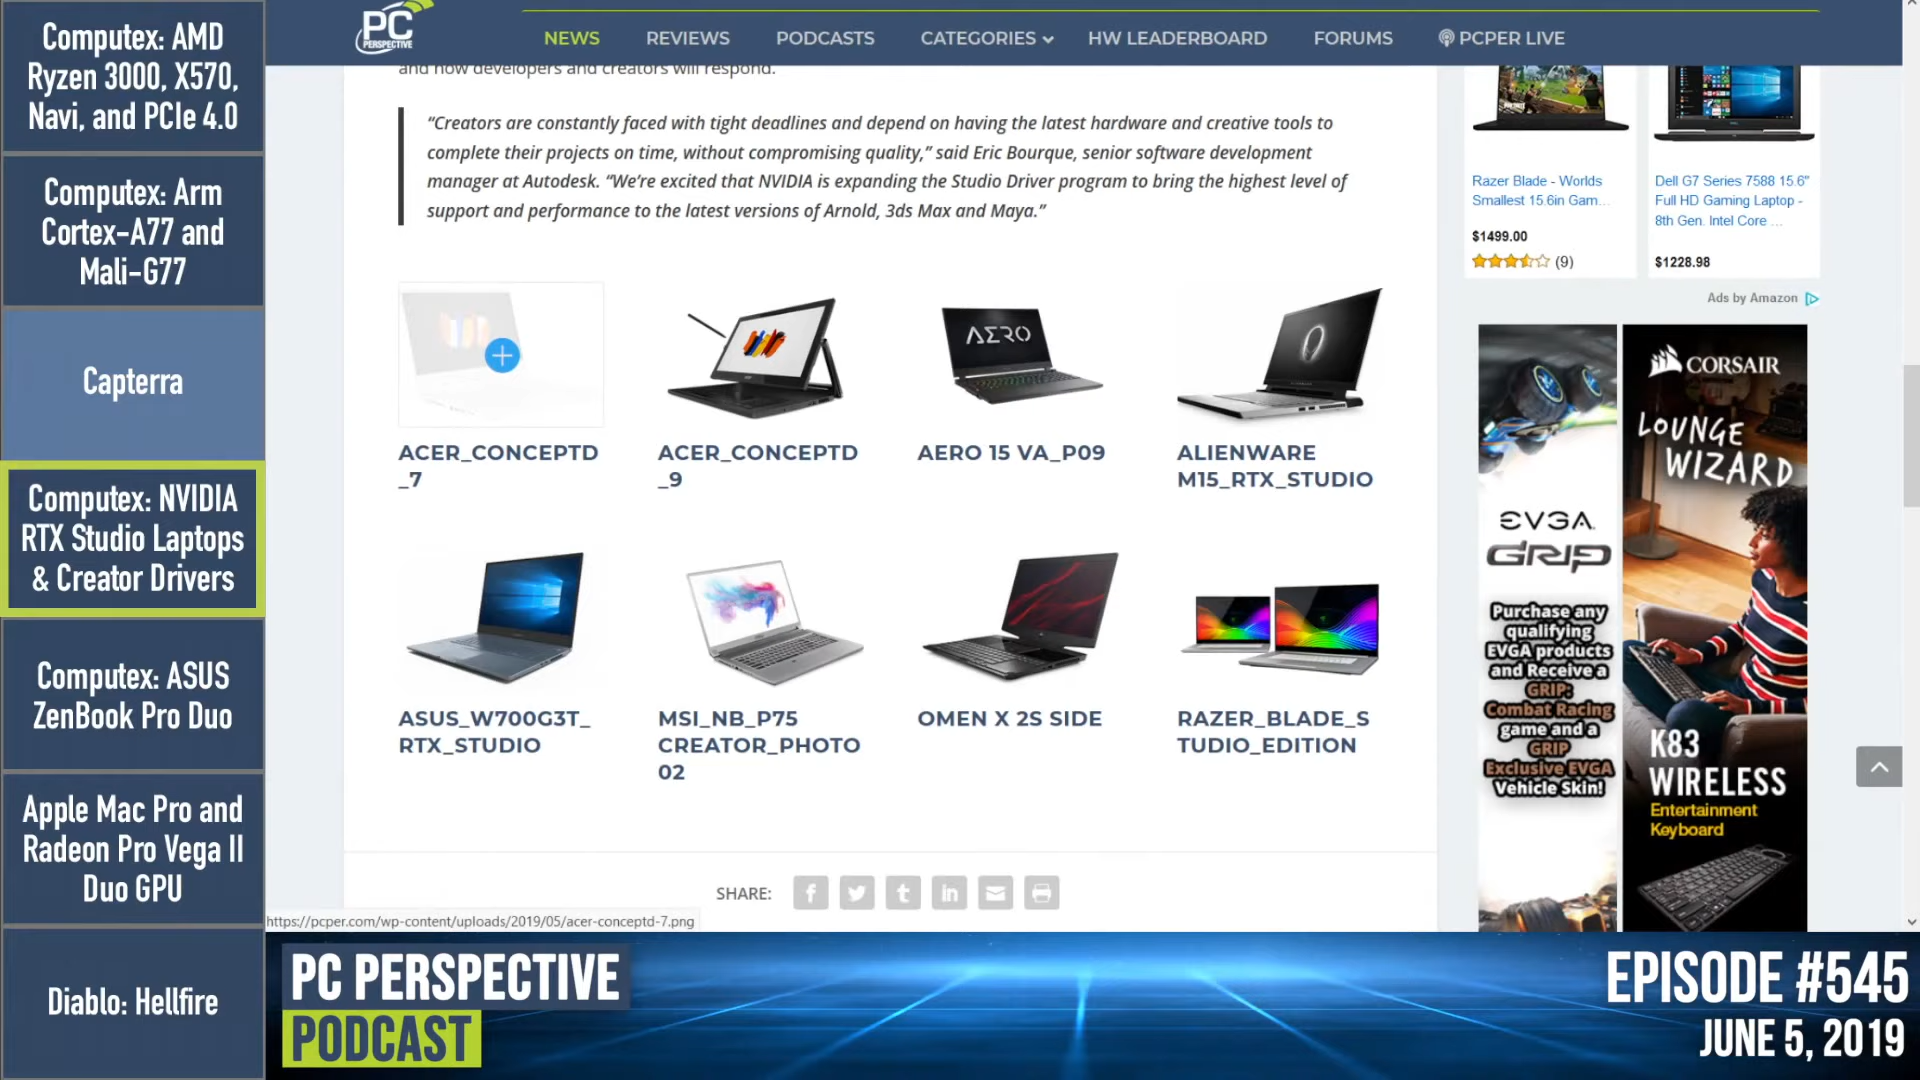 Computex: AMD
Ryzen 3000, X570,
Navi, and PCIe 4.0
Computex: Arm
Cortex-A77 and
Mali-G77
Capterra
Computex: NVIDIA
RTX Studio Laptops
& Creator Drivers
Computex: ASUS
ZenBook Pro Duo
Apple Mac Pro and
Radeon Pro Vega II
Duo GPU
Diablo: Hellfire
PC
PERSPECTIVE
NEWS REVIEWS PODCASTS CATEGORIES HW LEADERBOARD FORUMS PCPER LIVE
and how developers and creators will respond.
“Creators are constantly faced with tight deadlines and depend on having the latest hardware and creative tools to
complete their projects on time, without compromising quality,” said Eric Bourque, senior software development
manager at Autodesk. “We’re excited that NVIDIA is expanding the Studio Driver program to bring the highest level of
support and performance to the latest versions of Arnold, 3ds Max and Maya.”
AERO
ACER_CONCEPTD
_7
ACER_CONCEPTD
_9
AERO 15 VA_P09
ALIENWARE
M15_RTX_STUDIO
ASUS_W700G3T_
RTX_STUDIO
MSI_NB_P75
CREATOR_PHOTO
02
OMEN X 2S SIDE
RAZER_BLADE_S
TUDIO_EDITION
SHARE:
https://pcper.com/wp-content/uploads/2019/05/acer-conceptd-7.png
Razer Blade - Worlds
Smallest 15.6in Gam...
$1499.00
(9)
Dell G7 Series 7588 15.6"
Full HD Gaming Laptop -
8th Gen. Intel Core ...
$1228.98
Ads by Amazon
EVGA
GRIP
Purchase any
qualifying
EVGA products
and Receive a
GRIP:
Combat Racing
game and a
GRIP
Exclusive EVGA
Vehicle Skin!
CORSAIR
LOUNGE
WIZARD
K83
WIRELESS
Entertainment
Keyboard
PC PERSPECTIVE
PODCAST
EPISODE #545
JUNE 5, 2019